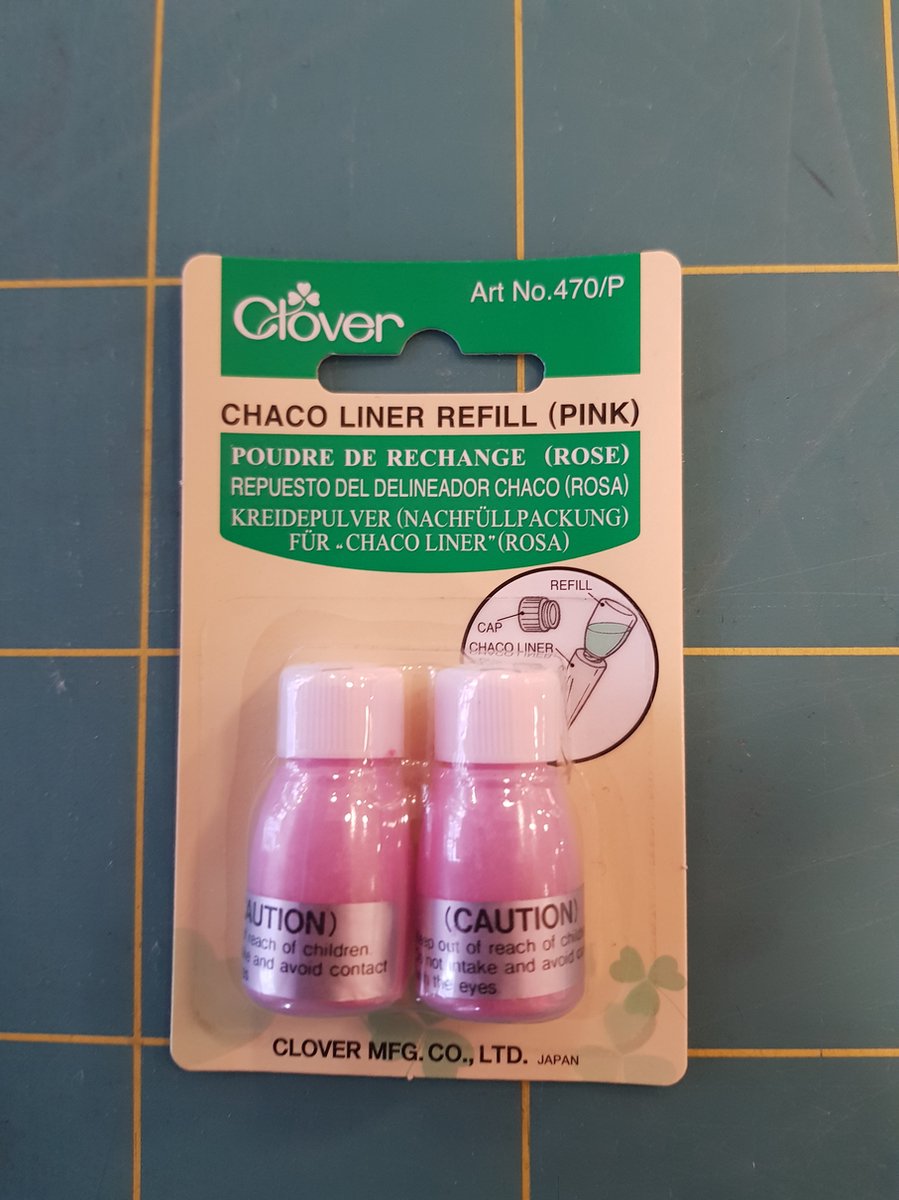 Clover
Art No.470/P
CHACO LINER REFILL (PINK)
POUDRE DE RECHANGE (ROSE)
REPUESTO DEL DELINEADOR CHACO (ROSA)
KREIDEPULVER (NACHFÜLLPACKUNG)
FÜR „CHACO LINER" (ROSA)
REFILL
CAP
CHACO LINER
AUTION)
reach of children.
and avoid contact
(CAUTION)
out of reach of
not intake and avoid
the eyes.
CLOVER MFG. CO., LTD. JAPAN